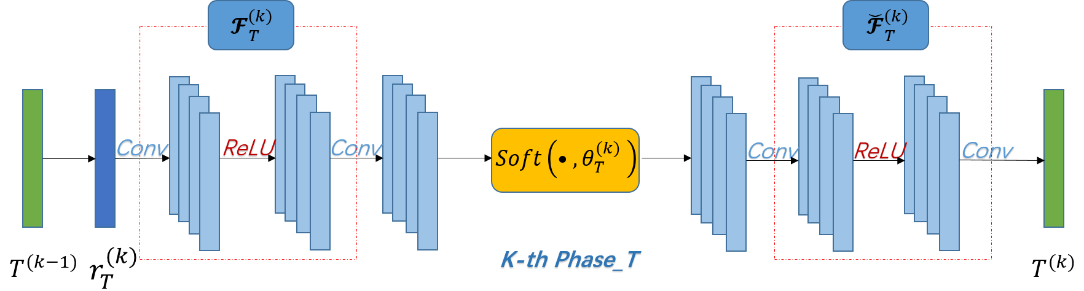 𝓕_T^{(k)}
𝓕̆_T^{(k)}
Conv
ReLU
Conv
Soft(•, θ_T^{(k)})
Conv
ReLU
Conv
T^{(k−1)}
r_T^{(k)}
K-th Phase_T
T^{(k)}